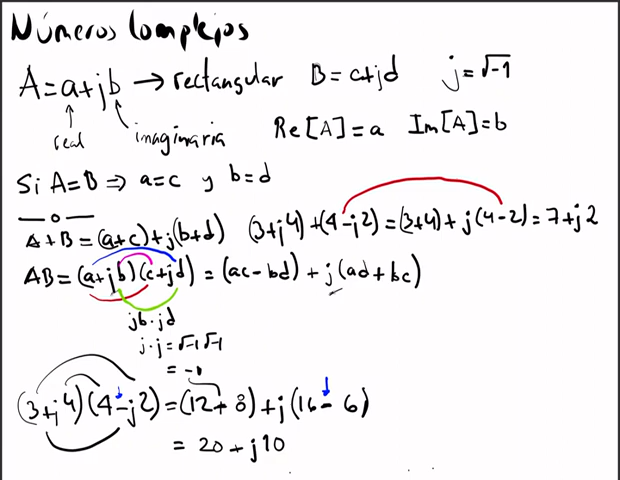 Números Complejos
A = a+jb → rectangular B = c+jd j = √-1
real imaginaria Re[A]=a Im[A]=b
Si A=B ⇒ a=c y b=d
A+B = (a+c)+j(b+d) (3+j4)+(4-j2)=(3+4)+j(4-2)=7+j2
AB = (a+jb)(c+jd) = (ac-bd) + j(ad+bc)
jb·jd
j·j = √-1 √-1
= -1
(3+j4)(4-j2)=(12+8)+j(16-6)
= 20+j10